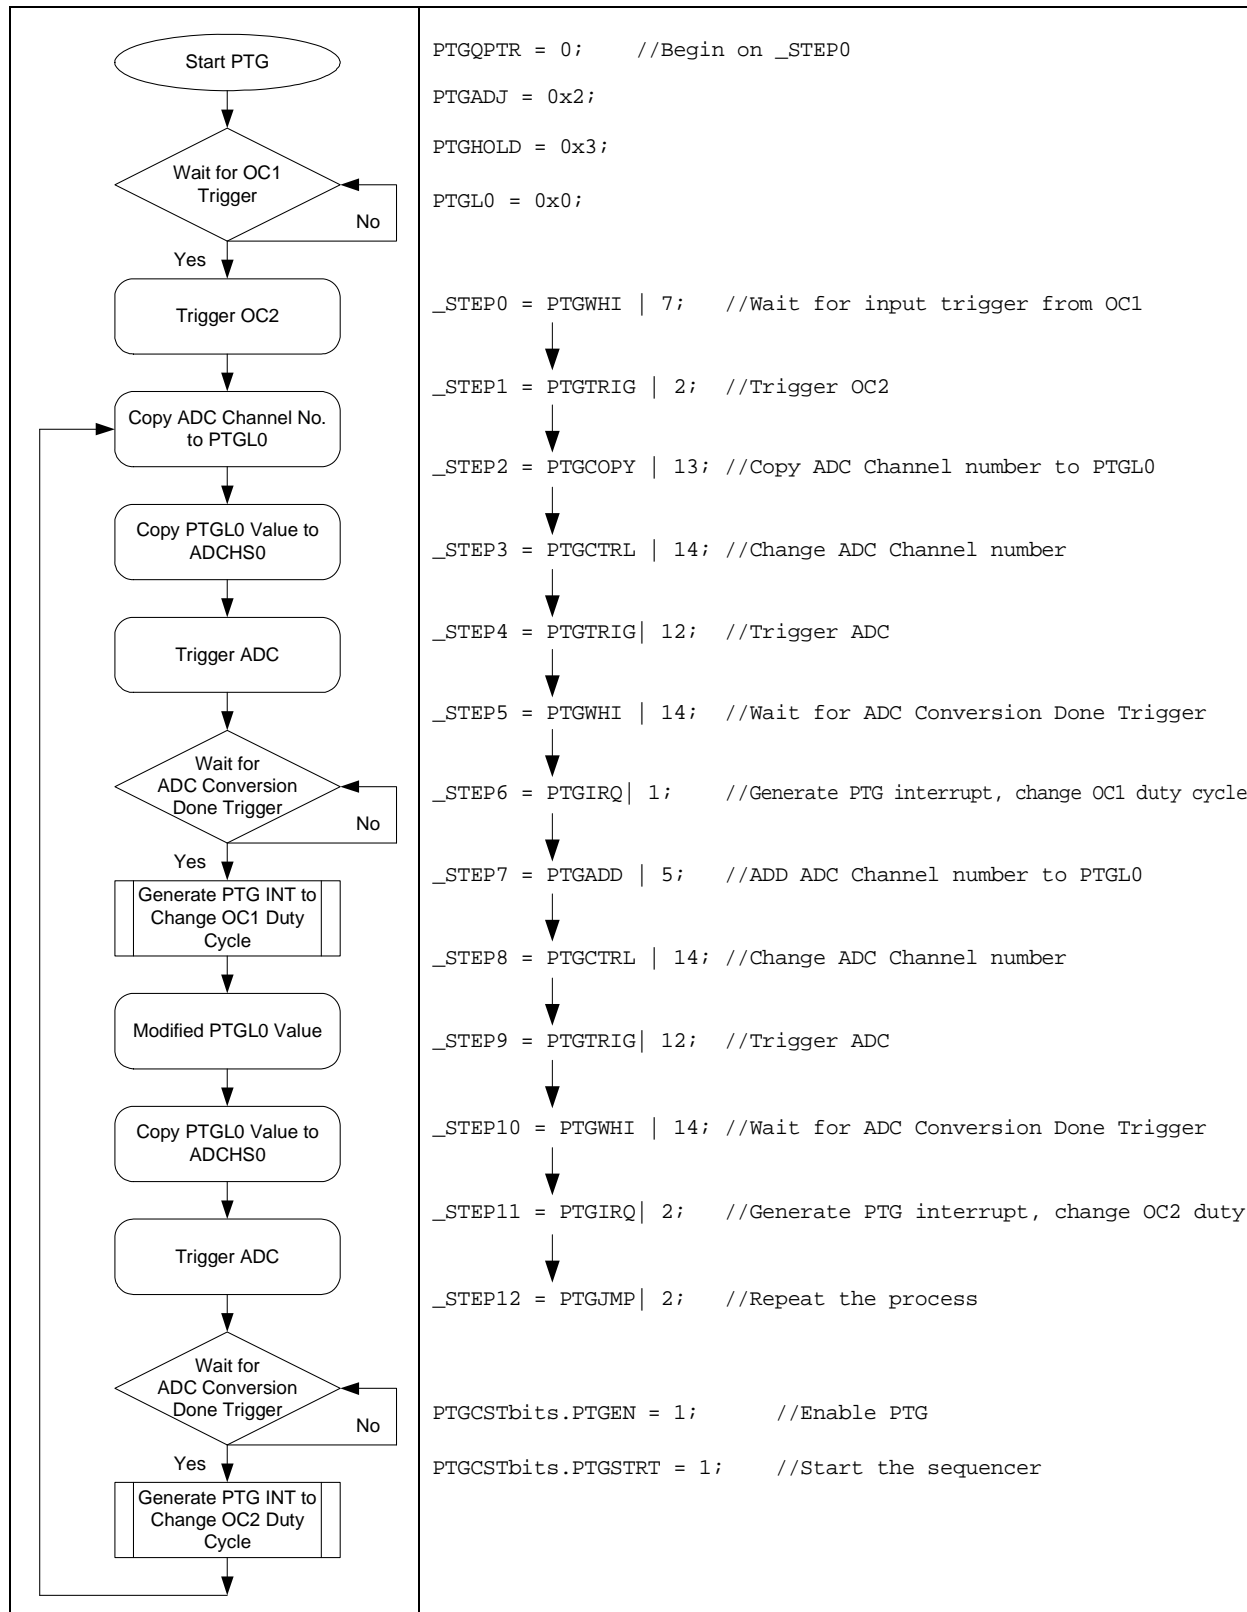 Start PTG
Wait for OC1
Trigger
No
Yes
Trigger OC2
Copy ADC Channel No.
to PTGL0
Copy PTGL0 Value to
ADCHS0
Trigger ADC
Wait for
ADC Conversion
Done Trigger
No
Yes
Generate PTG INT to
Change OC1 Duty
Cycle
Modified PTGL0 Value
Copy PTGL0 Value to
ADCHS0
Trigger ADC
Wait for
ADC Conversion
Done Trigger
No
Yes
Generate PTG INT to
Change OC2 Duty
Cycle
PTGQPTR = 0; //Begin on _STEP0
PTGADJ = 0x2;
PTGHOLD = 0x3;
PTGL0 = 0x0;
_STEP0 = PTGWHI | 7; //Wait for input trigger from OC1
_STEP1 = PTGTRIG | 2; //Trigger OC2
_STEP2 = PTGCOPY | 13; //Copy ADC Channel number to PTGL0
_STEP3 = PTGCTRL | 14; //Change ADC Channel number
_STEP4 = PTGTRIG| 12; //Trigger ADC
_STEP5 = PTGWHI | 14; //Wait for ADC Conversion Done Trigger
_STEP6 = PTGIRQ| 1; //Generate PTG interrupt, change OC1 duty cycle
_STEP7 = PTGADD | 5; //ADD ADC Channel number to PTGL0
_STEP8 = PTGCTRL | 14; //Change ADC Channel number
_STEP9 = PTGTRIG| 12; //Trigger ADC
_STEP10 = PTGWHI | 14; //Wait for ADC Conversion Done Trigger
_STEP11 = PTGIRQ| 2; //Generate PTG interrupt, change OC2 duty
_STEP12 = PTGJMP| 2; //Repeat the process
PTGCSTbits.PTGEN = 1; //Enable PTG
PTGCSTbits.PTGSTRT = 1; //Start the sequencer